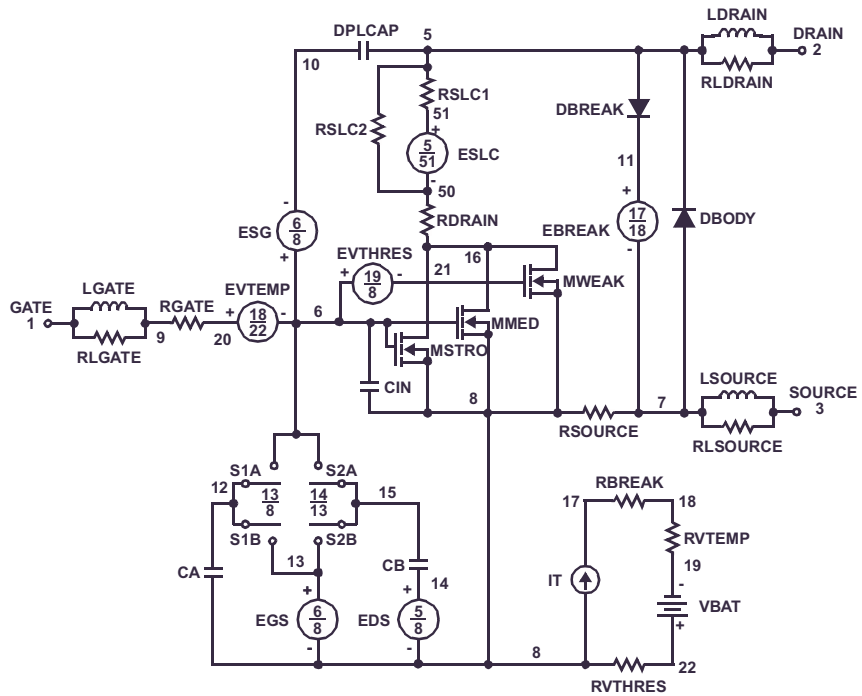 LDRAIN
DPLCAP 5 DRAIN
10 2
RLDRAIN
RSLC1
51
RSLC2 DBREAK
+
5
51 ESLC
11
-
50
- +
RDRAIN
6
8 ESG
17
18 EBREAK
DBODY
+ -
EVTHRES 16
+ 19
8 - 21 MWEAK
LGATE EVTEMP
GATE RGATE + 18
22 - 6
1 9 20 MMED
RLGATE MSTRO
CIN LSOURCE
8 7 SOURCE
3
RSOURCE
RLSOURCE
S1A S2A
12 13
8 14
13 15
S1B S2B
RBREAK
17 18
RVTEMP
CA 13 CB 14 IT 19
+ + -
EGS 6
8 EDS 5
8 VBAT
- - +
8 22
RVTHRES